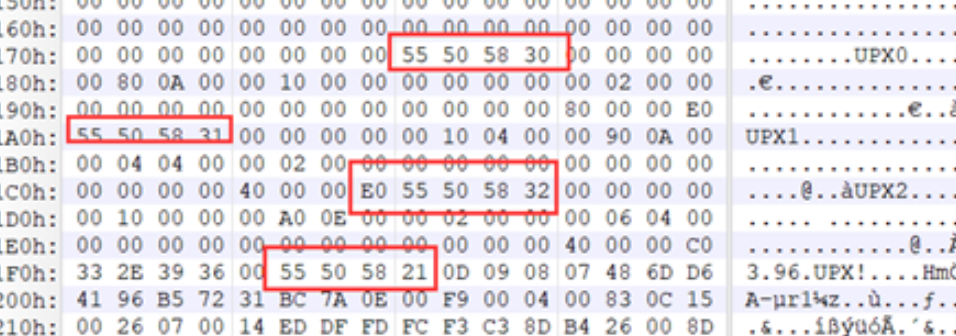 160h: 00 00 00 00 00 00 00 00 00 00 00 00 00 00 00 00 ................
170h: 00 00 00 00 00 00 00 00 55 50 58 30 00 00 00 00 ........UPX0....
180h: 00 80 0A 00 00 10 00 00 00 00 00 00 00 02 00 00 .€..............
190h: 00 00 00 00 00 00 00 00 00 00 00 00 80 00 00 E0 ............€..à
1A0h: 55 50 58 31 00 00 00 00 00 10 04 00 00 90 0A 00 UPX1............
1B0h: 00 04 04 00 00 02 00 00 00 00 00 00 00 00 00 00 ................
1C0h: 00 00 00 00 40 00 00 E0 55 50 58 32 00 00 00 00 ....@..àUPX2....
1D0h: 00 10 00 00 00 A0 0E 00 00 02 00 00 00 06 04 00
1E0h: 00 00 00 00 00 00 00 00 00 00 00 00 40 00 00 C0 ............@..À
1F0h: 33 2E 39 36 00 55 50 58 21 0D 09 08 07 48 6D D6 3.96.UPX!....HmÖ
200h: 41 96 B5 72 31 BC 7A 0E 00 F9 00 04 00 83 0C 15 A–µr1¼z..ù...ƒ..
210h: 00 26 07 00 14 ED DF FD FC F3 C3 8D B4 26 00 8D .&...íßýüóÃ ´&..